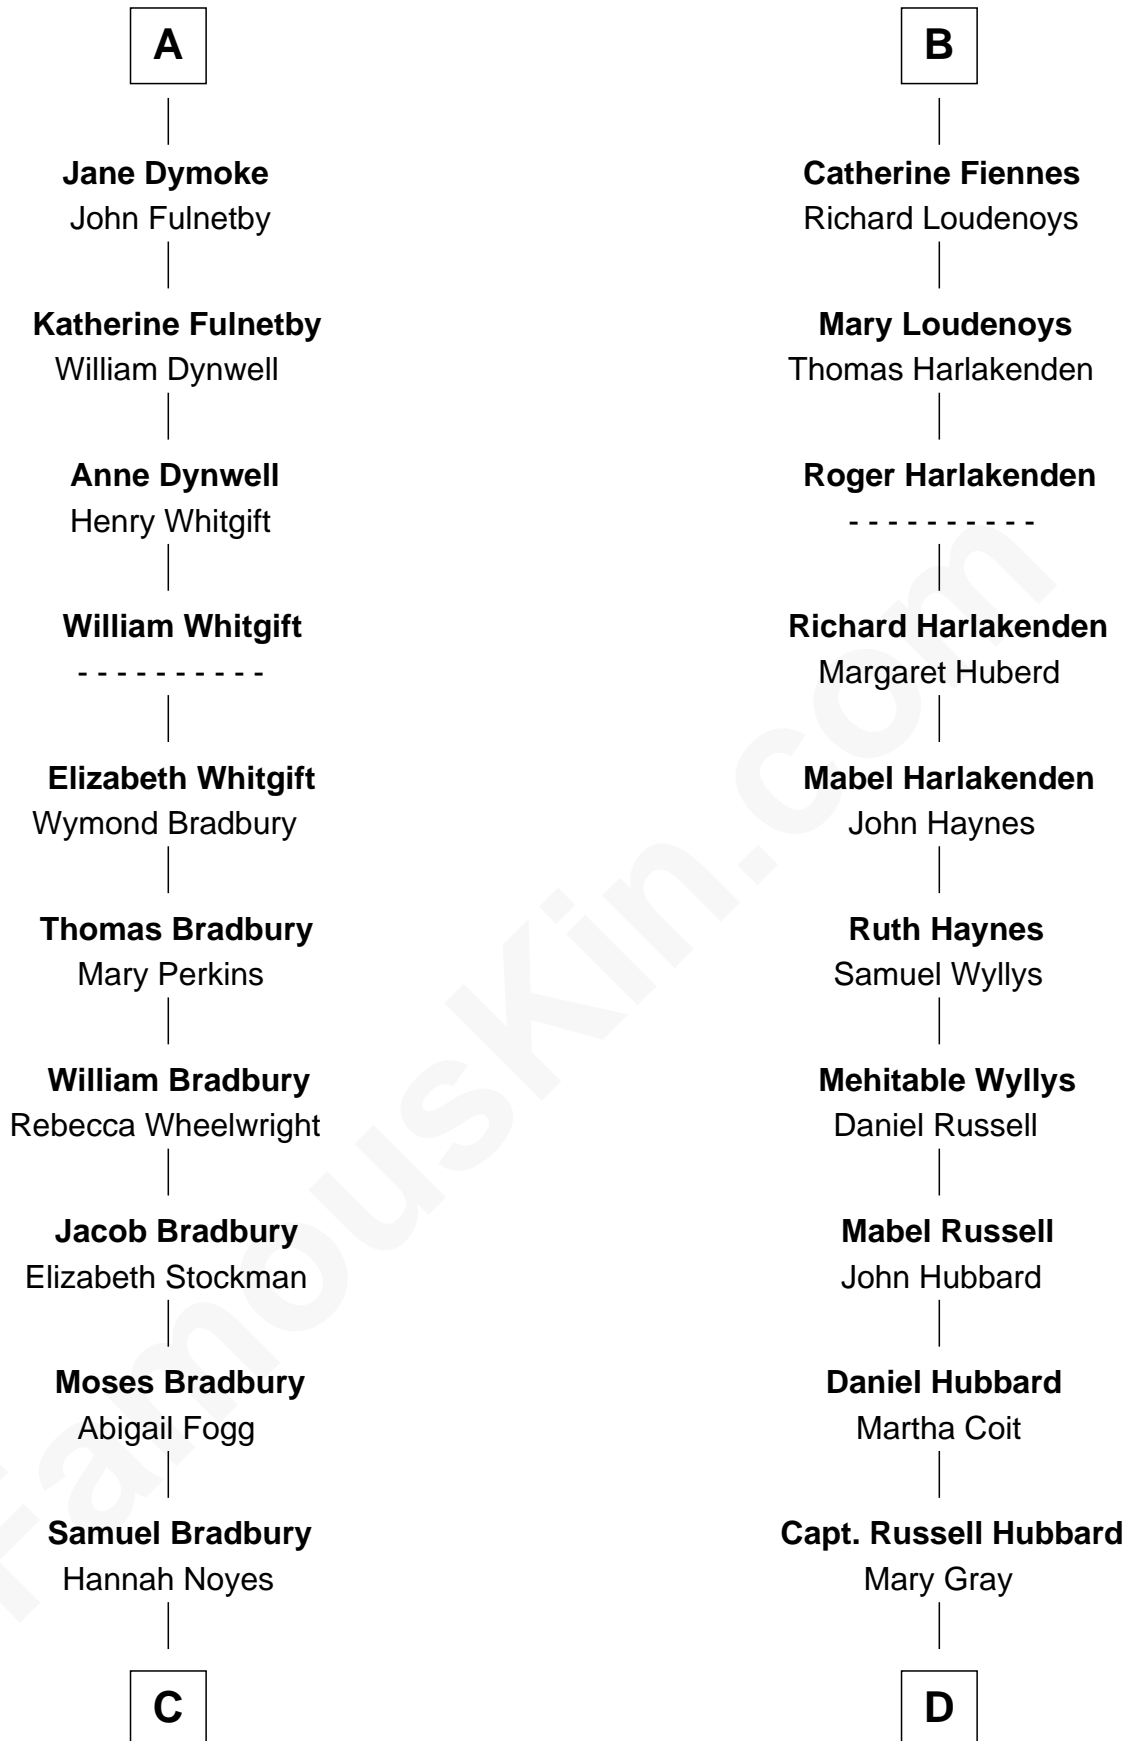 A
Jane Dymoke
John Fulnetby
Katherine Fulnetby
William Dynwell
Anne Dynwell
Henry Whitgift
William Whitgift
- - - - - - - - - -
Elizabeth Whitgift
Wymond Bradbury
Thomas Bradbury
Mary Perkins
William Bradbury
Rebecca Wheelwright
Jacob Bradbury
Elizabeth Stockman
Moses Bradbury
Abigail Fogg
Samuel Bradbury
Hannah Noyes
C
B
Catherine Fiennes
Richard Loudenoys
Mary Loudenoys
Thomas Harlakenden
Roger Harlakenden
- - - - - - - - - -
Richard Harlakenden
Margaret Huberd
Mabel Harlakenden
John Haynes
Ruth Haynes
Samuel Wyllys
Mehitable Wyllys
Daniel Russell
Mabel Russell
John Hubbard
Daniel Hubbard
Martha Coit
Capt. Russell Hubbard
Mary Gray
D
FamousKin.com